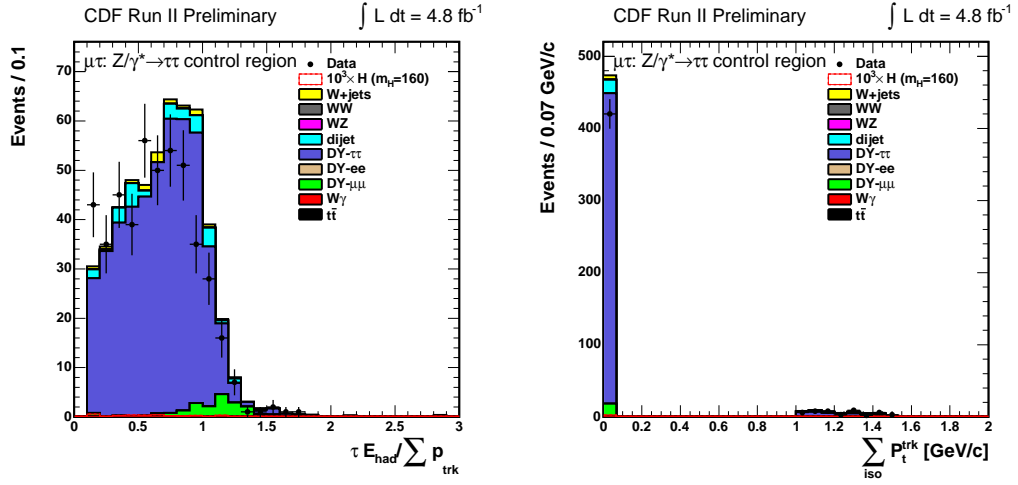 CDF Run II Preliminary
∫ L dt = 4.8 fb⁻¹
μτ: Z/γ*→ττ control region
Data
10³× H (m_H=160)
W+jets
WW
WZ
dijet
DY-ττ
DY-ee
DY-μμ
Wγ
tt̄
Events / 0.1
70
60
50
40
30
20
10
0
0 0.5 1 1.5 2 2.5 3
τ E_had/∑ p_trk
CDF Run II Preliminary
∫ L dt = 4.8 fb⁻¹
μτ: Z/γ*→ττ control region
Data
10³× H (m_H=160)
W+jets
WW
WZ
dijet
DY-ττ
DY-ee
DY-μμ
Wγ
tt̄
Events / 0.07 GeV/c
500
400
300
200
100
0
0 0.2 0.4 0.6 0.8 1 1.2 1.4 1.6 1.8 2
∑_iso P_t^trk [GeV/c]